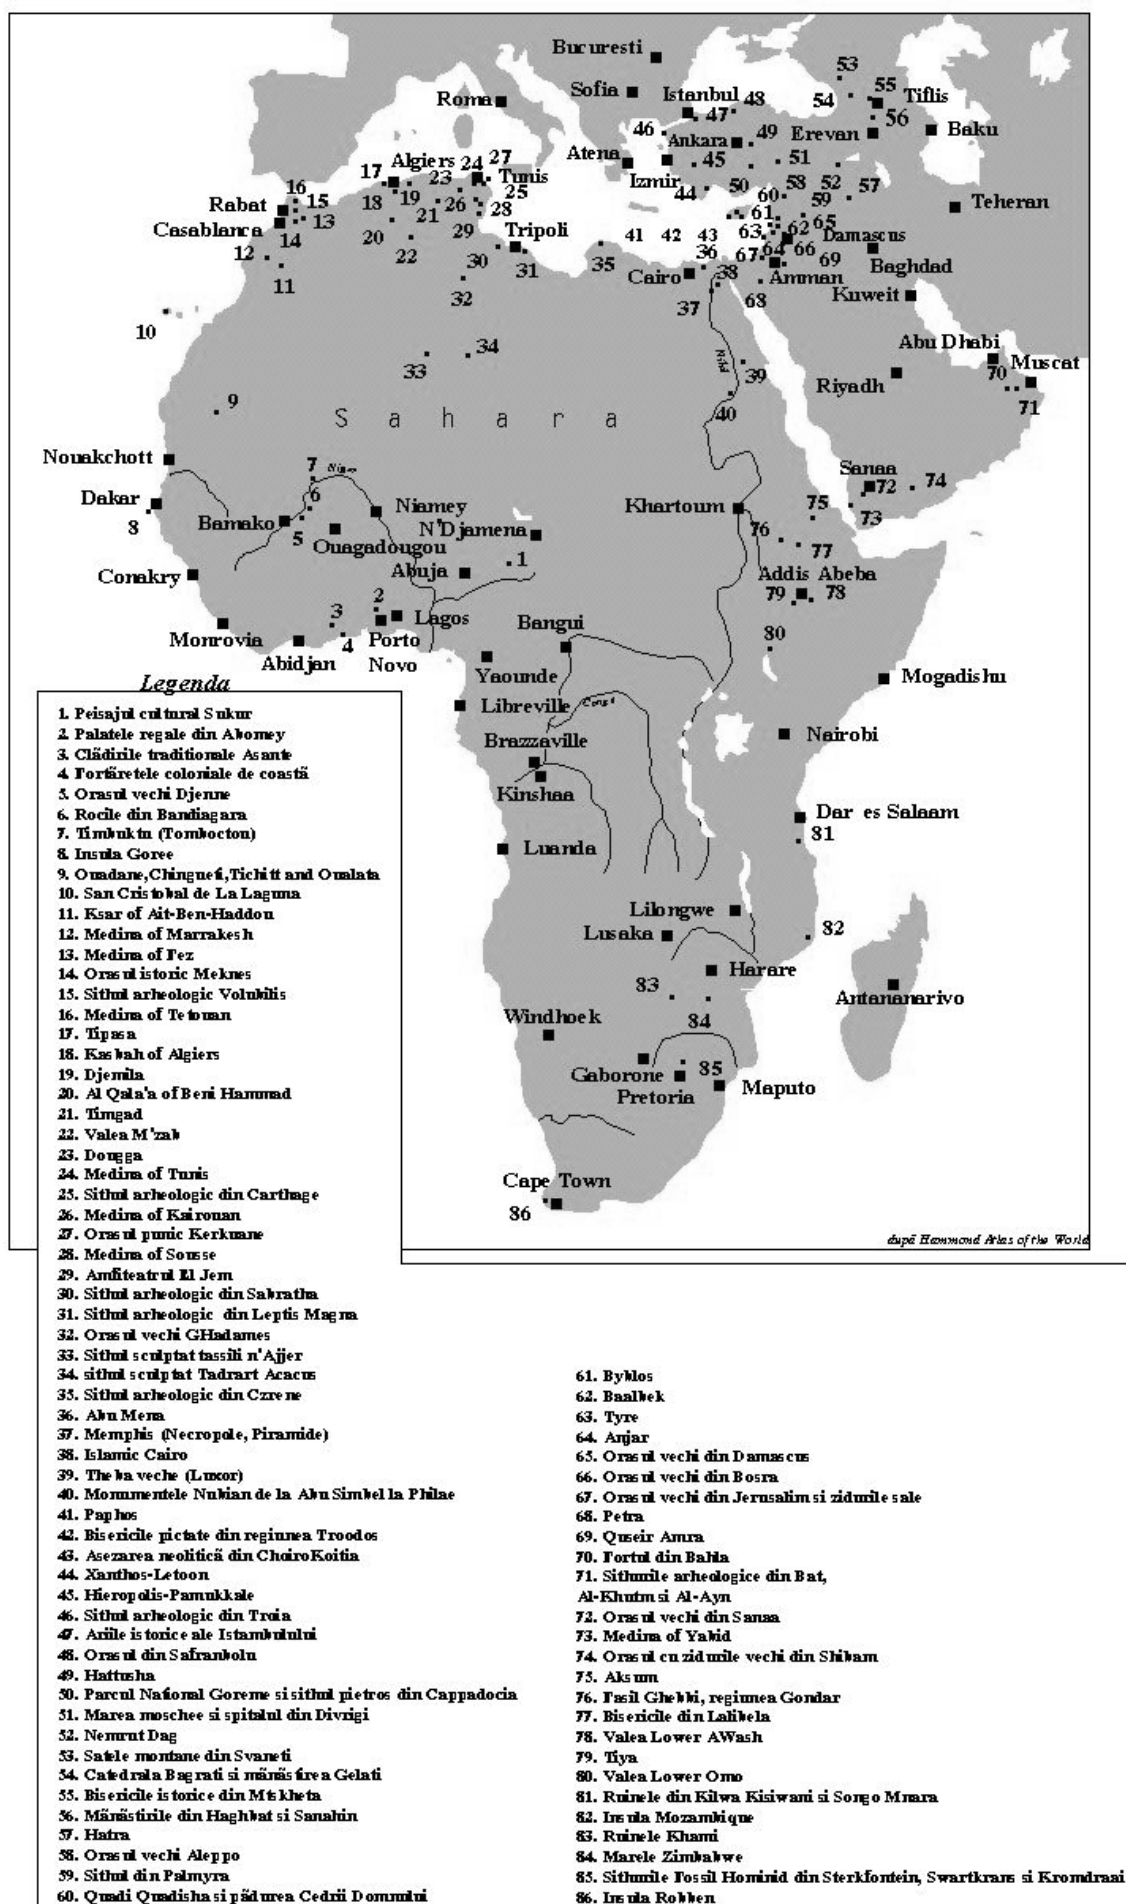 Bucuresti
Sofia
Istanbul
48
53
55
54
Tiflis
Roma
47
46
Ankara
49
Erevan
56
Baku
Atena
Izmir
45
51
17
Algiers
24
27
Tunis
23
25
44
50
58
52
57
60
59
Teheran
16
15
18
19
21
26
28
Rabat
13
Casablanca
14
20
22
29
Tripoli
41
42
43
61
63
62
65
Damascus
12
11
30
31
35
36
67
64
66
69
Baghdad
Cairo
38
Amman
37
68
Kuweit
32
10
33
34
Nil
39
40
Abu Dhabi
Muscat
70
71
Riyadh
9
Sahara
Nouakchott
7
Niger
6
Sanaa
72
74
75
73
Dakar
8
Bamako
5
Niamey
N'Djamena
Khartoum
76
77
Ouagadougou
1
Conakry
Abuja
Addis Abeba
79
78
2
3
4
Lagos
Bangui
80
Monrovia
Abidjan
Porto
Novo
Yaounde
Mogadishu
Libreville
Congo
Brazzaville
Nairobi
Kinshaa
Dar es Salaam
81
Luanda
Lilongwe
Lusaka
82
83
Harare
Antananarivo
84
Windhoek
85
Gaborone
Pretoria
Maputo
Cape Town
86
după Hammond Atlas of the World
Legenda
1. Peisajul cultural Sukur
2. Palatele regale din Abomey
3. Clădirile traditionale Asante
4. Fortăretele coloniale de coastă
5. Orasul vechi Djenne
6. Rocile din Bandiagara
7. Timbuktu (Tomboctou)
8. Insula Goree
9. Ouadane,Chingueti,Tichitt and Oualata
10. San Cristobal de La Laguna
11. Ksar of Ait-Ben-Haddou
12. Medina of Marrakesh
13. Medina of Fez
14. Orasul istoric Meknes
15. Sithul arheologic Volubilis
16. Medina of Tetouan
17. Tipasa
18. Kasbah of Algiers
19. Djemila
20. Al Qala'a of Beni Hammad
21. Timgad
22. Valea M'zab
23. Dougga
24. Medina of Tunis
25. Sithul arheologic din Carthage
26. Medina of Kairouan
27. Orasul punic Kerkuane
28. Medina of Sousse
29. Amfiteatrul El Jem
30. Sithul arheologic din Sabratha
31. Sithul arheologic din Leptis Magna
32. Orasul vechi GHadames
33. Sithul sculptat tassili n'Ajjer
34. sithul sculptat Tadrart Acacus
35. Sithul arheologic din Czrene
36. Abu Mena
37. Memphis (Necropole, Piramide)
38. Islamic Cairo
39. Theba veche (Luxor)
40. Monumentele Nubian de la Abu Simbel la Philae
41. Paphos
42. Bisericile pictate din regiunea Troodos
43. Asezarea neolitică din ChoiroKoitia
44. Xanthos-Letoon
45. Hieropolis-Pamukkale
46. Sithul arheologic din Troia
47. Ariile istorice ale Istambulului
48. Orasul din Safranbolu
49. Hattusha
50. Parcul National Goreme si sithul pietros din Cappadocia
51. Marea moschee si spitalul din Divrigi
52. Nemrut Dag
53. Satele montane din Svaneti
54. Catedrala Bagrati si mănăstirea Gelati
55. Bisericile istorice din Mtskheta
56. Mănăstirile din Haghbat si Sanahin
57. Hatra
58. Orasul vechi Aleppo
59. Sithul din Palmyra
60. Quadi Quadisha si pădurea Cedrii Domnului
61. Byblos
62. Baalbek
63. Tyre
64. Anjar
65. Orasul vechi din Damascus
66. Orasul vechi din Bosra
67. Orasul vechi din Jerusalim si zidurile sale
68. Petra
69. Quseir Amra
70. Fortul din Bahla
71. Sithurile arheologice din Bat,
Al-Khutm si Al-Ayn
72. Orasul vechi din Sanaa
73. Medina of Yabid
74. Orasul cu zidurile vechi din Shibam
75. Aksum
76. Fasil Ghebbi, regiunea Gondar
77. Bisericile din Lalibela
78. Valea Lower AWash
79. Tiya
80. Valea Lower Omo
81. Ruinele din Kilwa Kisiwani si Songo Mnara
82. Insula Mozambique
83. Ruinele Khami
84. Marele Zimbabwe
85. Sithurile Fossil Hominid din Sterkfontein, Swartkrans si Kromdraai
86. Insula Robben